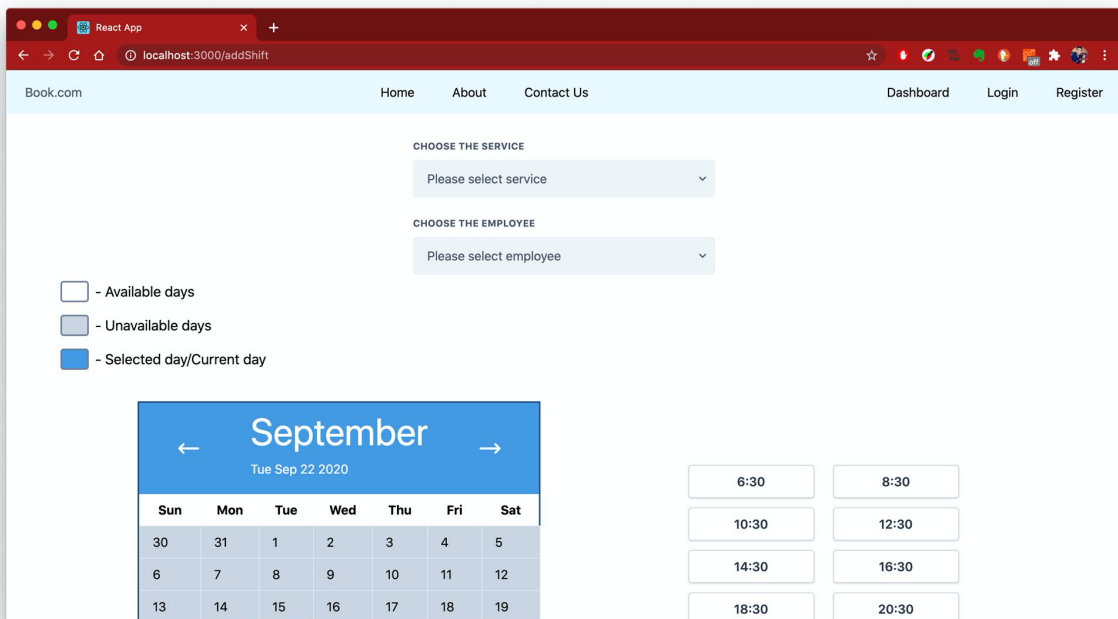 React App
localhost:3000/addShift
off
Book.com Home About Contact Us Dashboard Login Register
CHOOSE THE SERVICE
Please select service
CHOOSE THE EMPLOYEE
Please select employee
- Available days
- Unavailable days
- Selected day/Current day
September
Tue Sep 22 2020
Sun Mon Tue Wed Thu Fri Sat
30 31 1 2 3 4 5
6 7 8 9 10 11 12
13 14 15 16 17 18 19
6:30 8:30
10:30 12:30
14:30 16:30
18:30 20:30